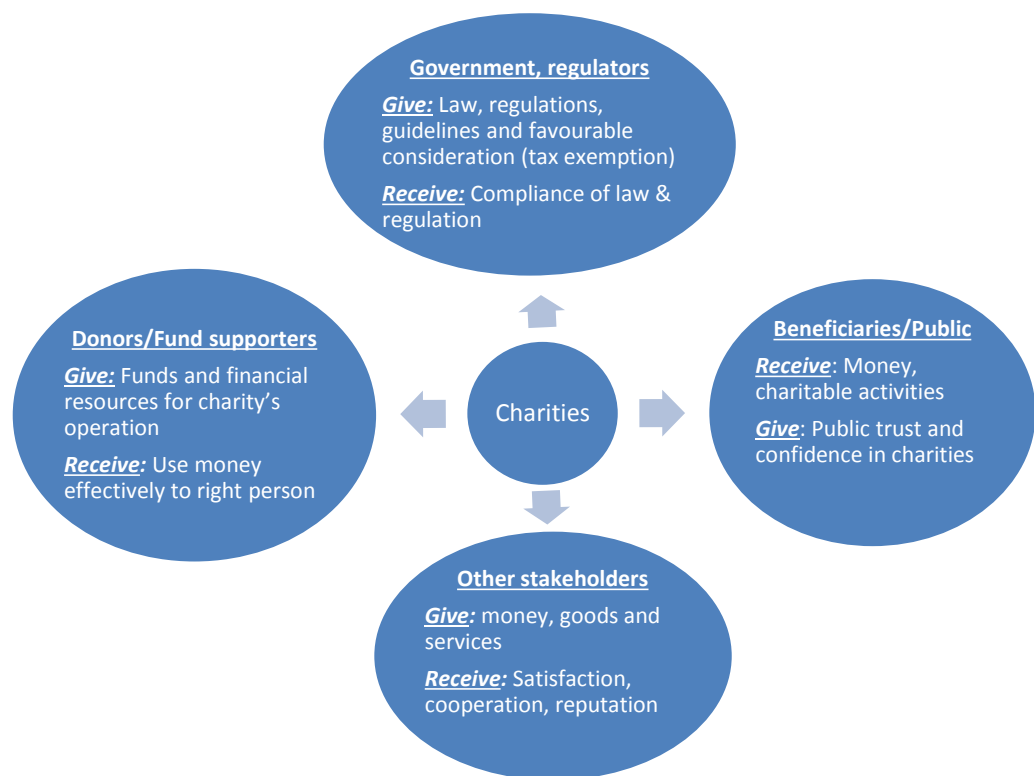 Government, regulators
Give: Law, regulations,
guidelines and favourable
consideration (tax exemption)
Receive: Compliance of law &
regulation
Donors/Fund supporters
Give: Funds and financial
resources for charity’s
operation
Receive: Use money
effectively to right person
Charities
Beneficiaries/Public
Receive: Money,
charitable activities
Give: Public trust and
confidence in charities
Other stakeholders
Give: money, goods and
services
Receive: Satisfaction,
cooperation, reputation